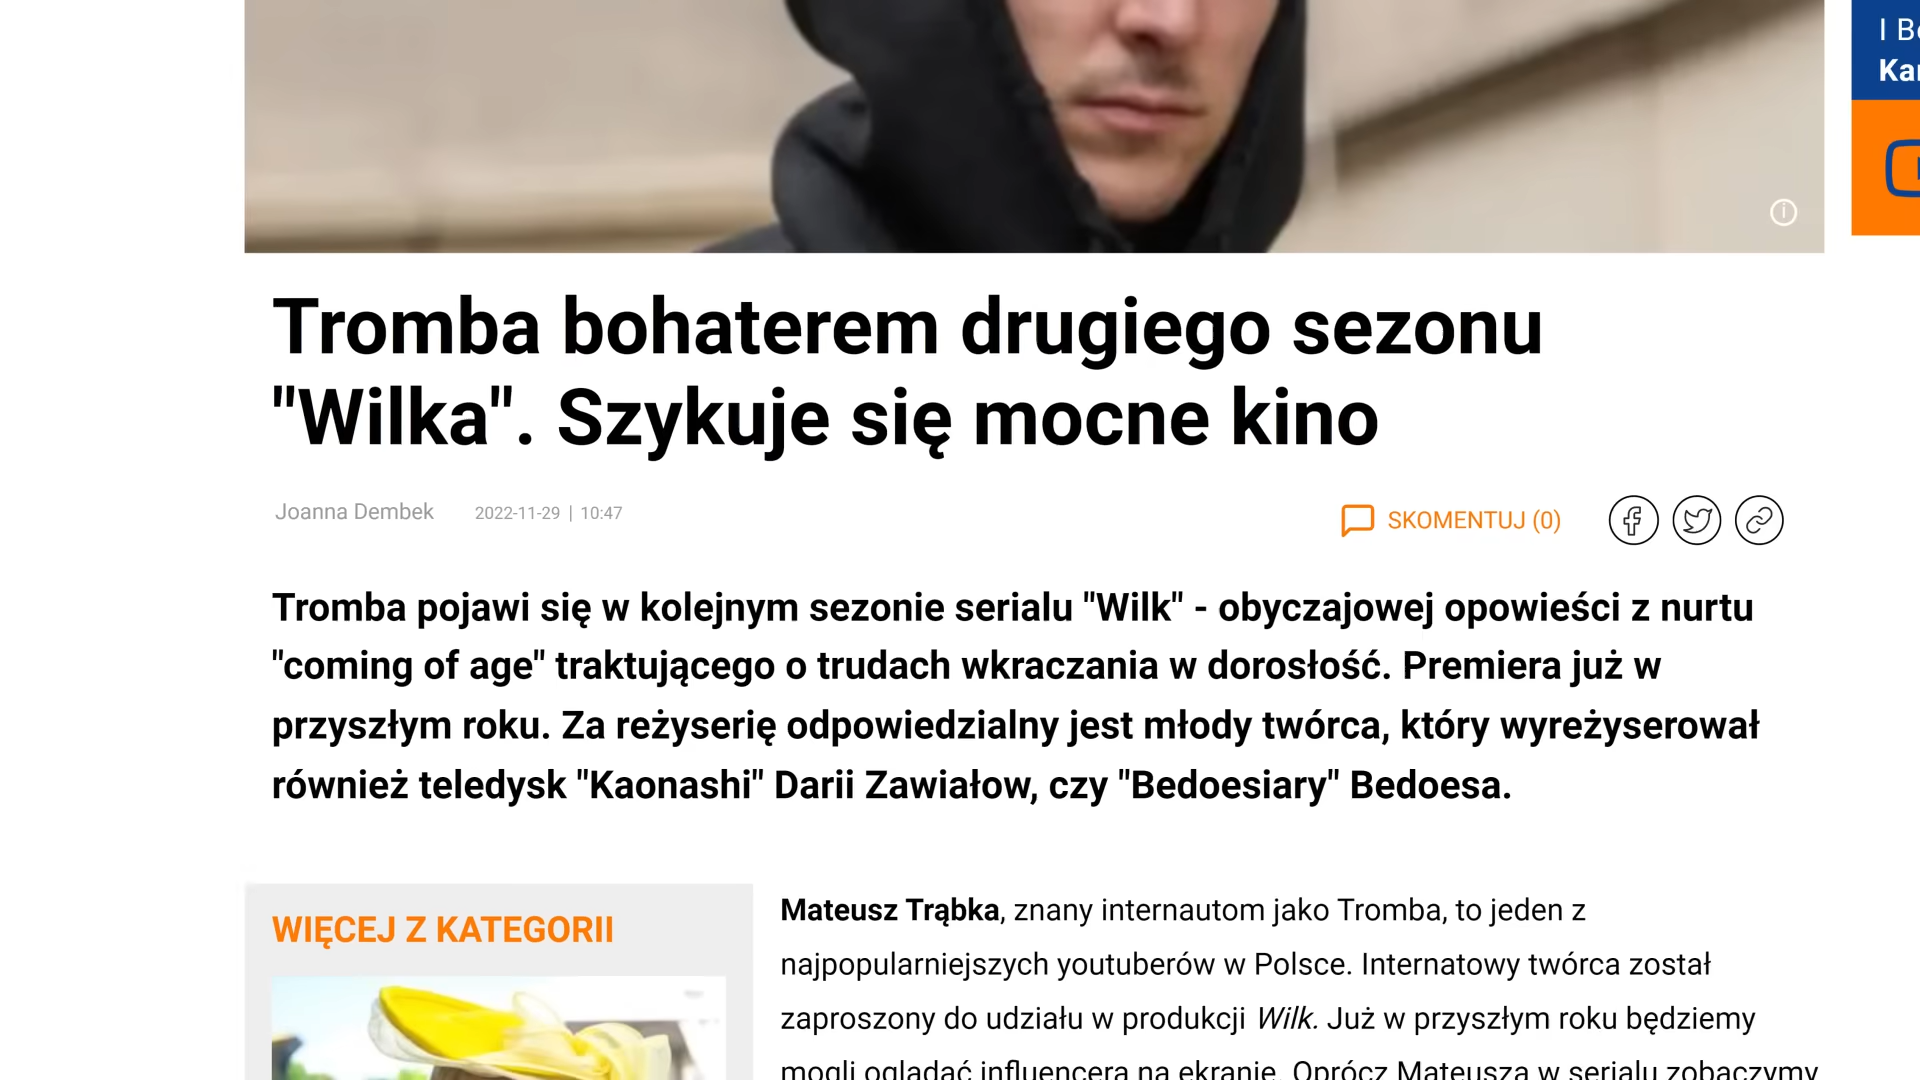 I
Tromba bohaterem drugiego sezonu
"Wilka". Szykuje się mocne kino
Joanna Dembek 2022-11-29 | 10:47
SKOMENTUJ (0)
Tromba pojawi się w kolejnym sezonie serialu "Wilk" - obyczajowej opowieści z nurtu
"coming of age" traktującego o trudach wkraczania w dorosłość. Premiera już w
przyszłym roku. Za reżyserię odpowiedzialny jest młody twórca, który wyreżyserował
również teledysk "Kaonashi" Darii Zawiałow, czy "Bedoesiary" Bedoesa.
WIĘCEJ Z KATEGORII
Mateusz Trąbka, znany internautom jako Tromba, to jeden z
najpopularniejszych youtuberów w Polsce. Internatowy twórca został
zaproszony do udziału w produkcji Wilk. Już w przyszłym roku będziemy
mogli oglądać influencera na ekranie. Oprócz Mateusza w serialu zobaczymy